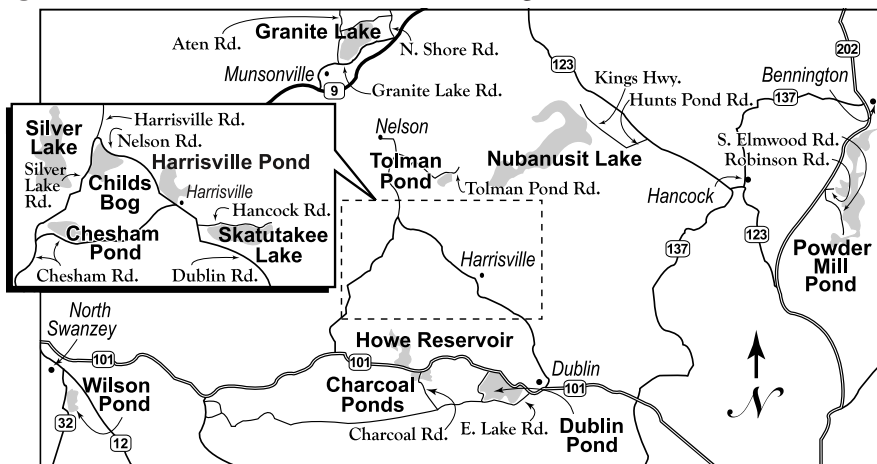 Aten Rd.
Granite Lake
N. Shore Rd.
Munsonville
9
Granite Lake Rd.
123
Kings Hwy.
Hunts Pond Rd.
202
Bennington
137
S. Elmwood Rd.
Robinson Rd.
Nelson
Tolman
Pond
Tolman Pond Rd.
Nubanusit Lake
Hancock
137
123
Powder
Mill
Pond
Silver
Lake
Harrisville Rd.
Nelson Rd.
Harrisville Pond
Silver
Lake
Rd.
Childs
Bog
Harrisville
Hancock Rd.
Chesham
Pond
Skatutakee
Lake
Chesham Rd.
Dublin Rd.
Harrisville
North
Swanzey
101
Howe Reservoir
101
Charcoal
Ponds
Dublin
101
Wilson
Pond
32
12
Charcoal Rd.
E. Lake Rd.
Dublin
Pond
N